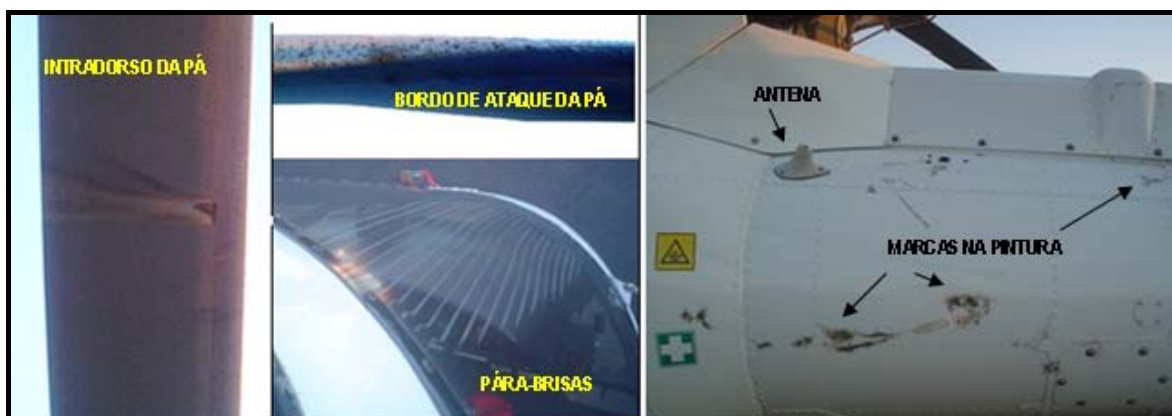 INTRADORSO DA PÁ
BORDO DE ATAQUE DA PÁ
PÁRA-BRISAS
ANTENA
MARCAS NA PINTURA